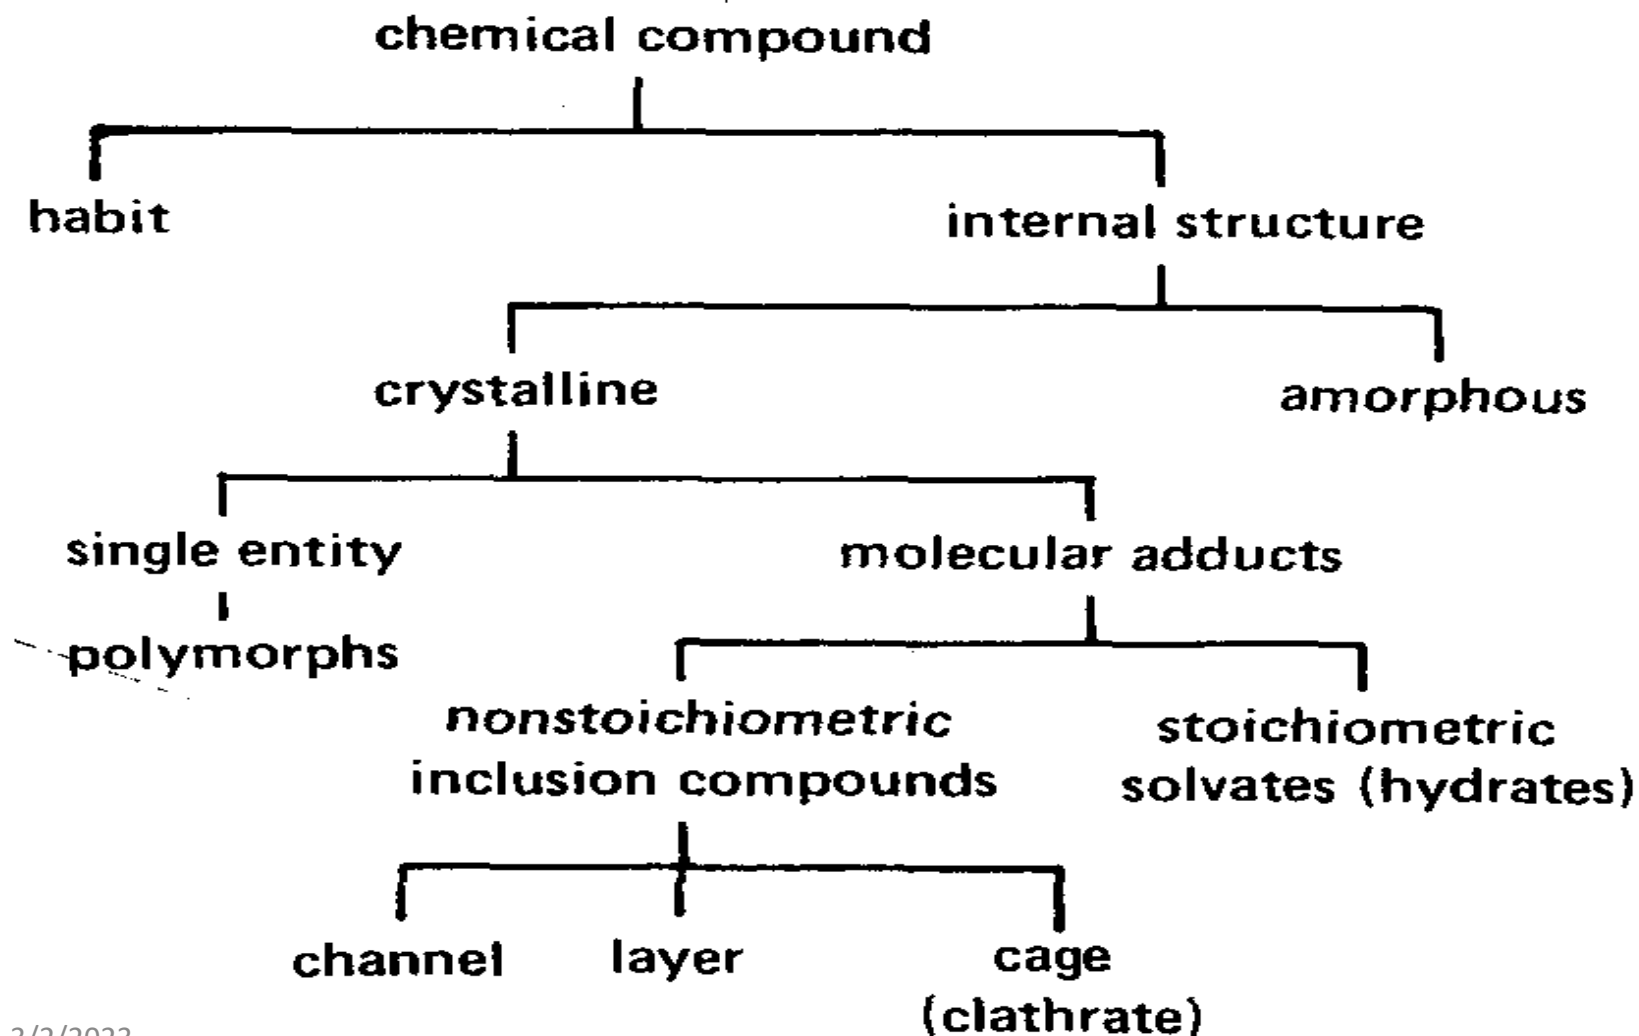 chemical compound
habit
internal structure
crystalline
amorphous
single entity
molecular adducts
polymorphs
nonstoichiometric
inclusion compounds
stoichiometric
solvates (hydrates)
channel
layer
cage
(clathrate)